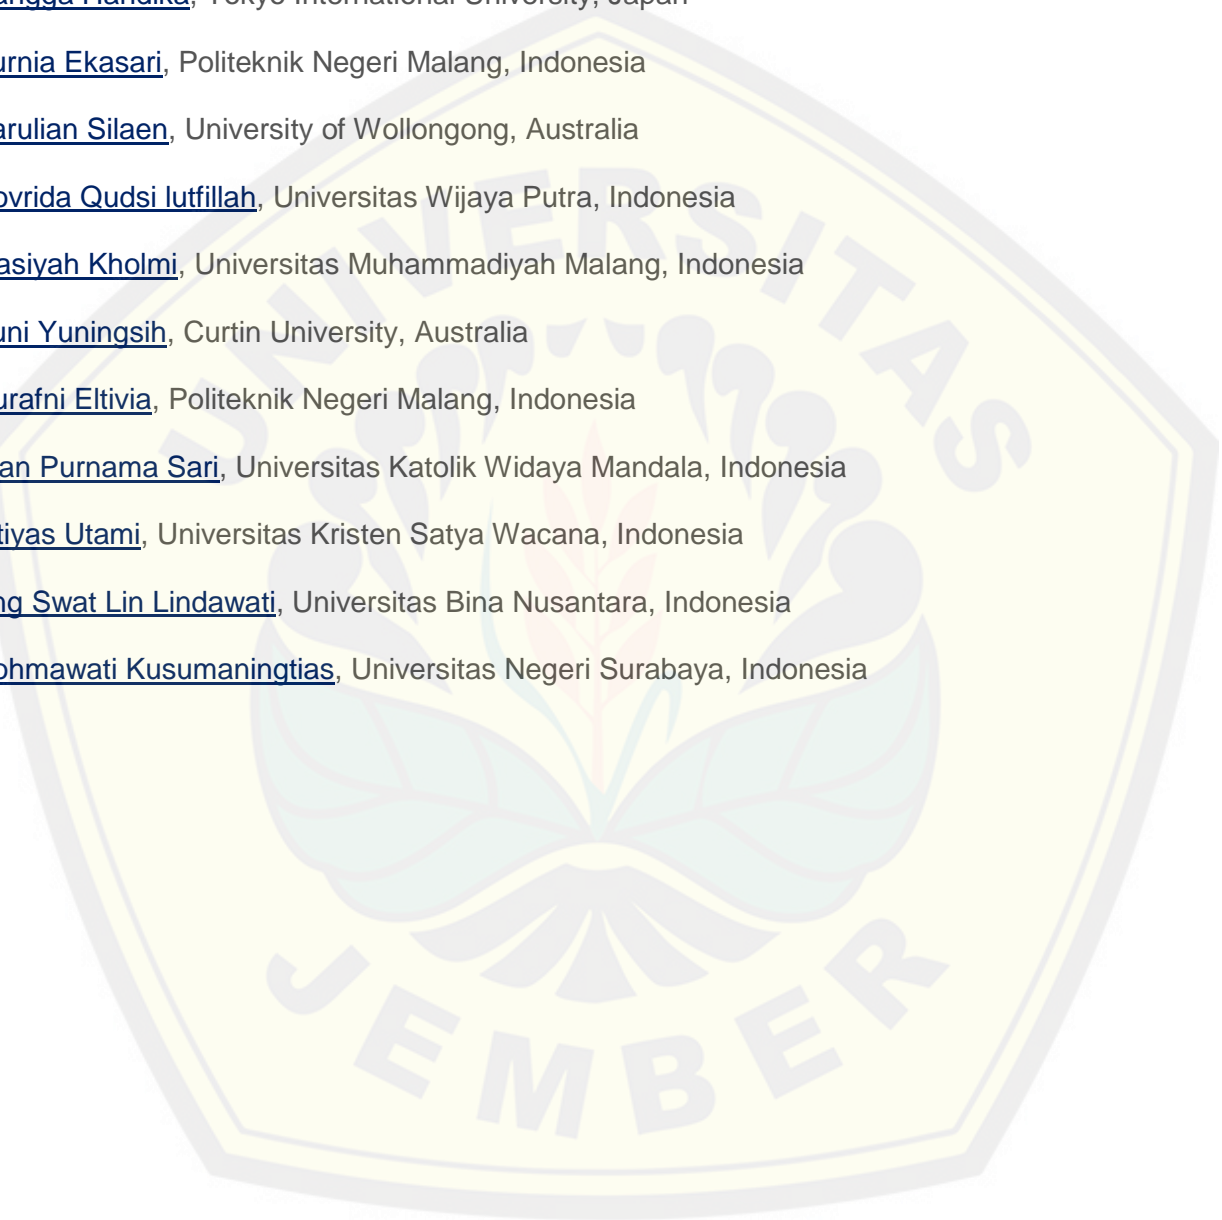 angga Handika, Tokyo International University, Japan
urnia Ekasari, Politeknik Negeri Malang, Indonesia
arulian Silaen, University of Wollongong, Australia
ovrida Qudsi lutfillah, Universitas Wijaya Putra, Indonesia
asiyah Kholmi, Universitas Muhammadiyah Malang, Indonesia
uni Yuningsih, Curtin University, Australia
urafni Eltivia, Politeknik Negeri Malang, Indonesia
an Purnama Sari, Universitas Katolik Widaya Mandala, Indonesia
tiyas Utami, Universitas Kristen Satya Wacana, Indonesia
ng Swat Lin Lindawati, Universitas Bina Nusantara, Indonesia
ohmawati Kusumaningtias, Universitas Negeri Surabaya, Indonesia
UNIVERSITAS
JEMBER